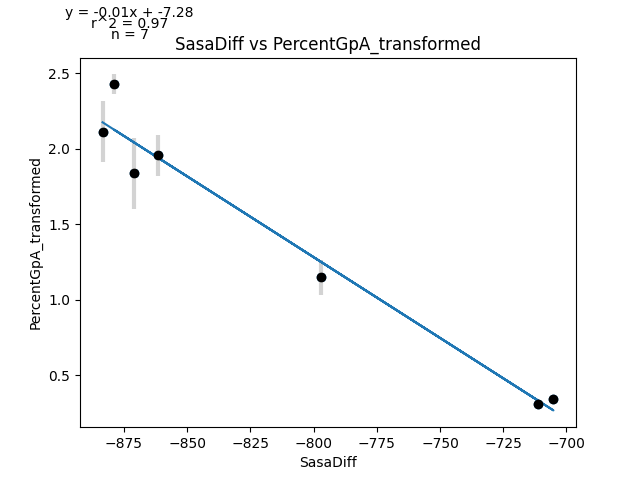 y = -0.01x + -7.28
r^2 = 0.97
n = 7
SasaDiff vs PercentGpA_transformed
2.5
2.0
1.5
1.0
0.5
PercentGpA_transformed
−875
−850
−825
−800
−775
−750
−725
−700
SasaDiff